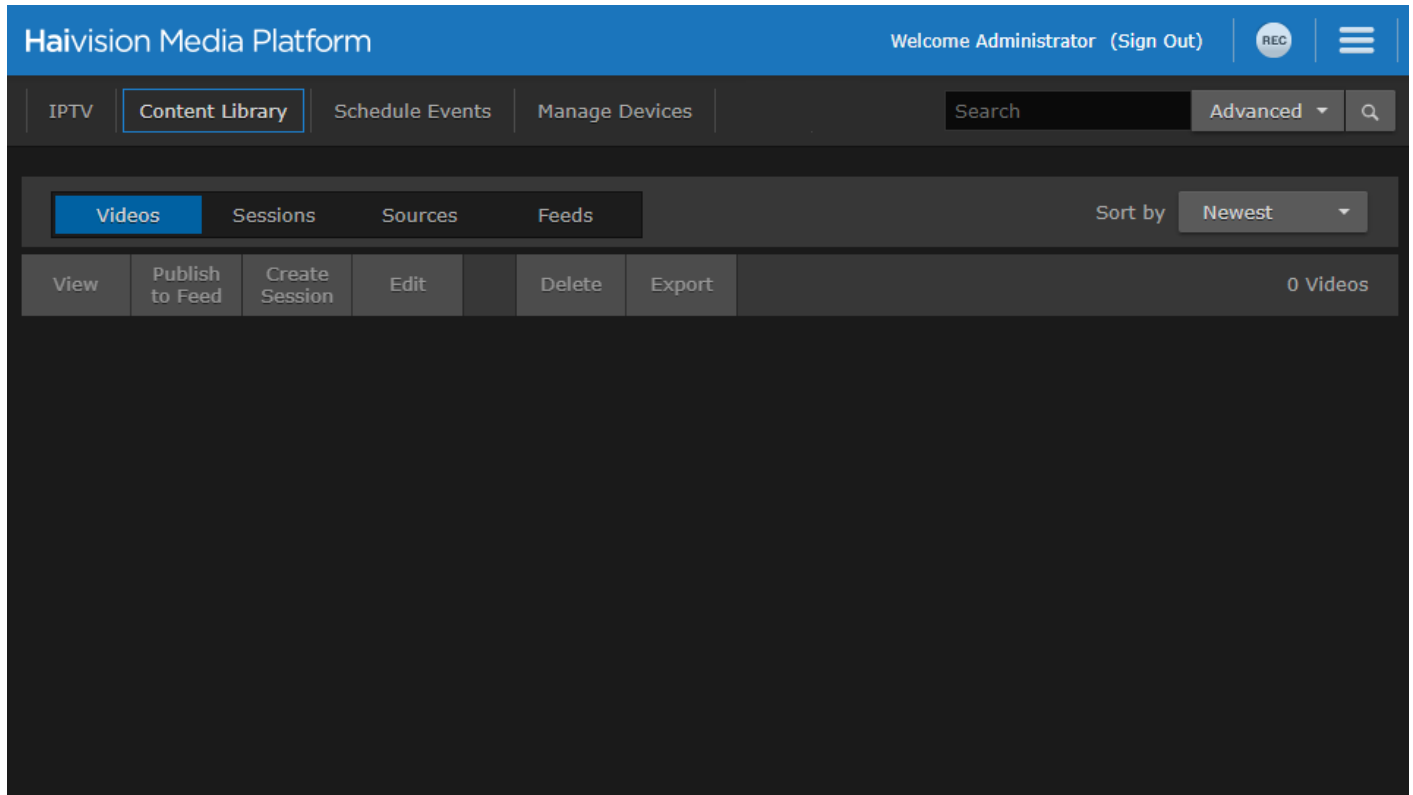 Haivision Media Platform
Welcome Administrator (Sign Out)
REC
IPTV
Content Library
Schedule Events
Manage Devices
Search
Advanced
Videos
Sessions
Sources
Feeds
Sort by
Newest
View
Publish
to Feed
Create
Session
Edit
Delete
Export
0 Videos